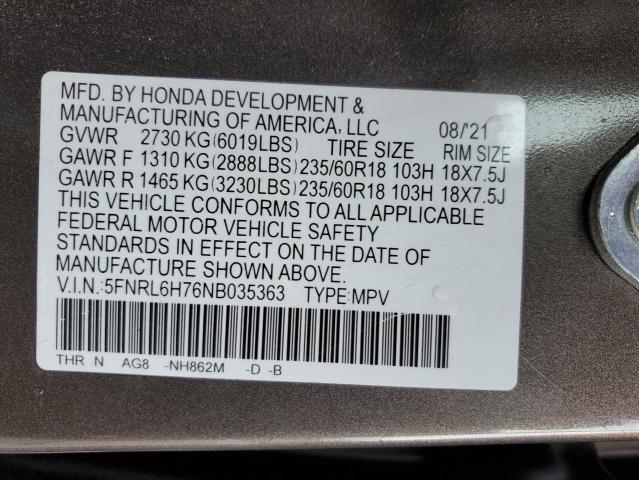 MFD. BY HONDA DEVELOPMENT &
MANUFACTURING OF AMERICA, LLC 08/'21
GVWR 2730 KG(6019LBS) TIRE SIZE RIM SIZE
GAWR F 1310 KG(2888LBS)235/60R18 103H 18X7.5J
GAWR R 1465 KG(3230LBS)235/60R18 103H 18X7.5J
THIS VEHICLE CONFORMS TO ALL APPLICABLE
FEDERAL MOTOR VEHICLE SAFETY
STANDARDS IN EFFECT ON THE DATE OF
MANUFACTURE SHOWN ABOVE.
V.I.N.:5FNRL6H76NB035363 TYPE:MPV
THR N AG8 -NH862M -D -B